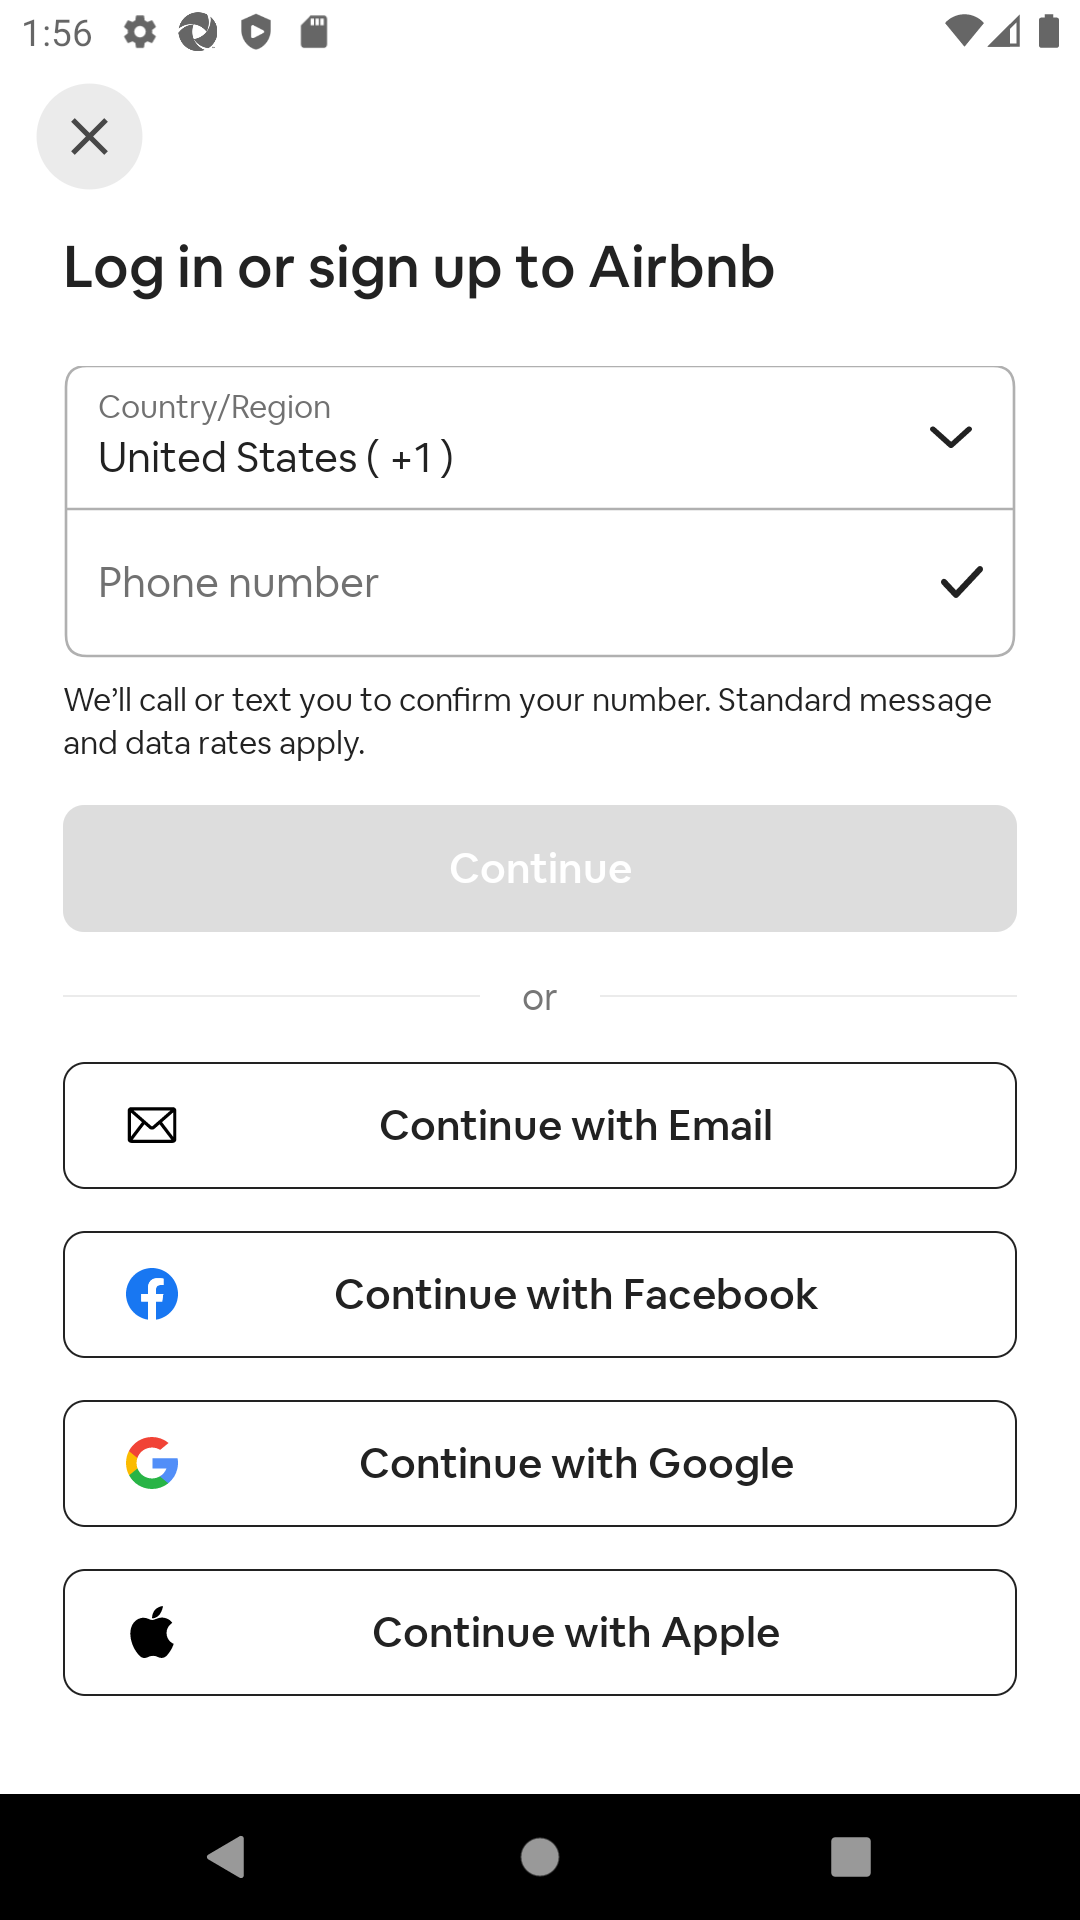 1:56
Log in or sign up to Airbnb
Country/Region
United States ( +1 )
Phone number
We’ll call or text you to confirm your number. Standard message
and data rates apply.
Continue
or
Continue with Email
Continue with Facebook
Continue with Google
Continue with Apple